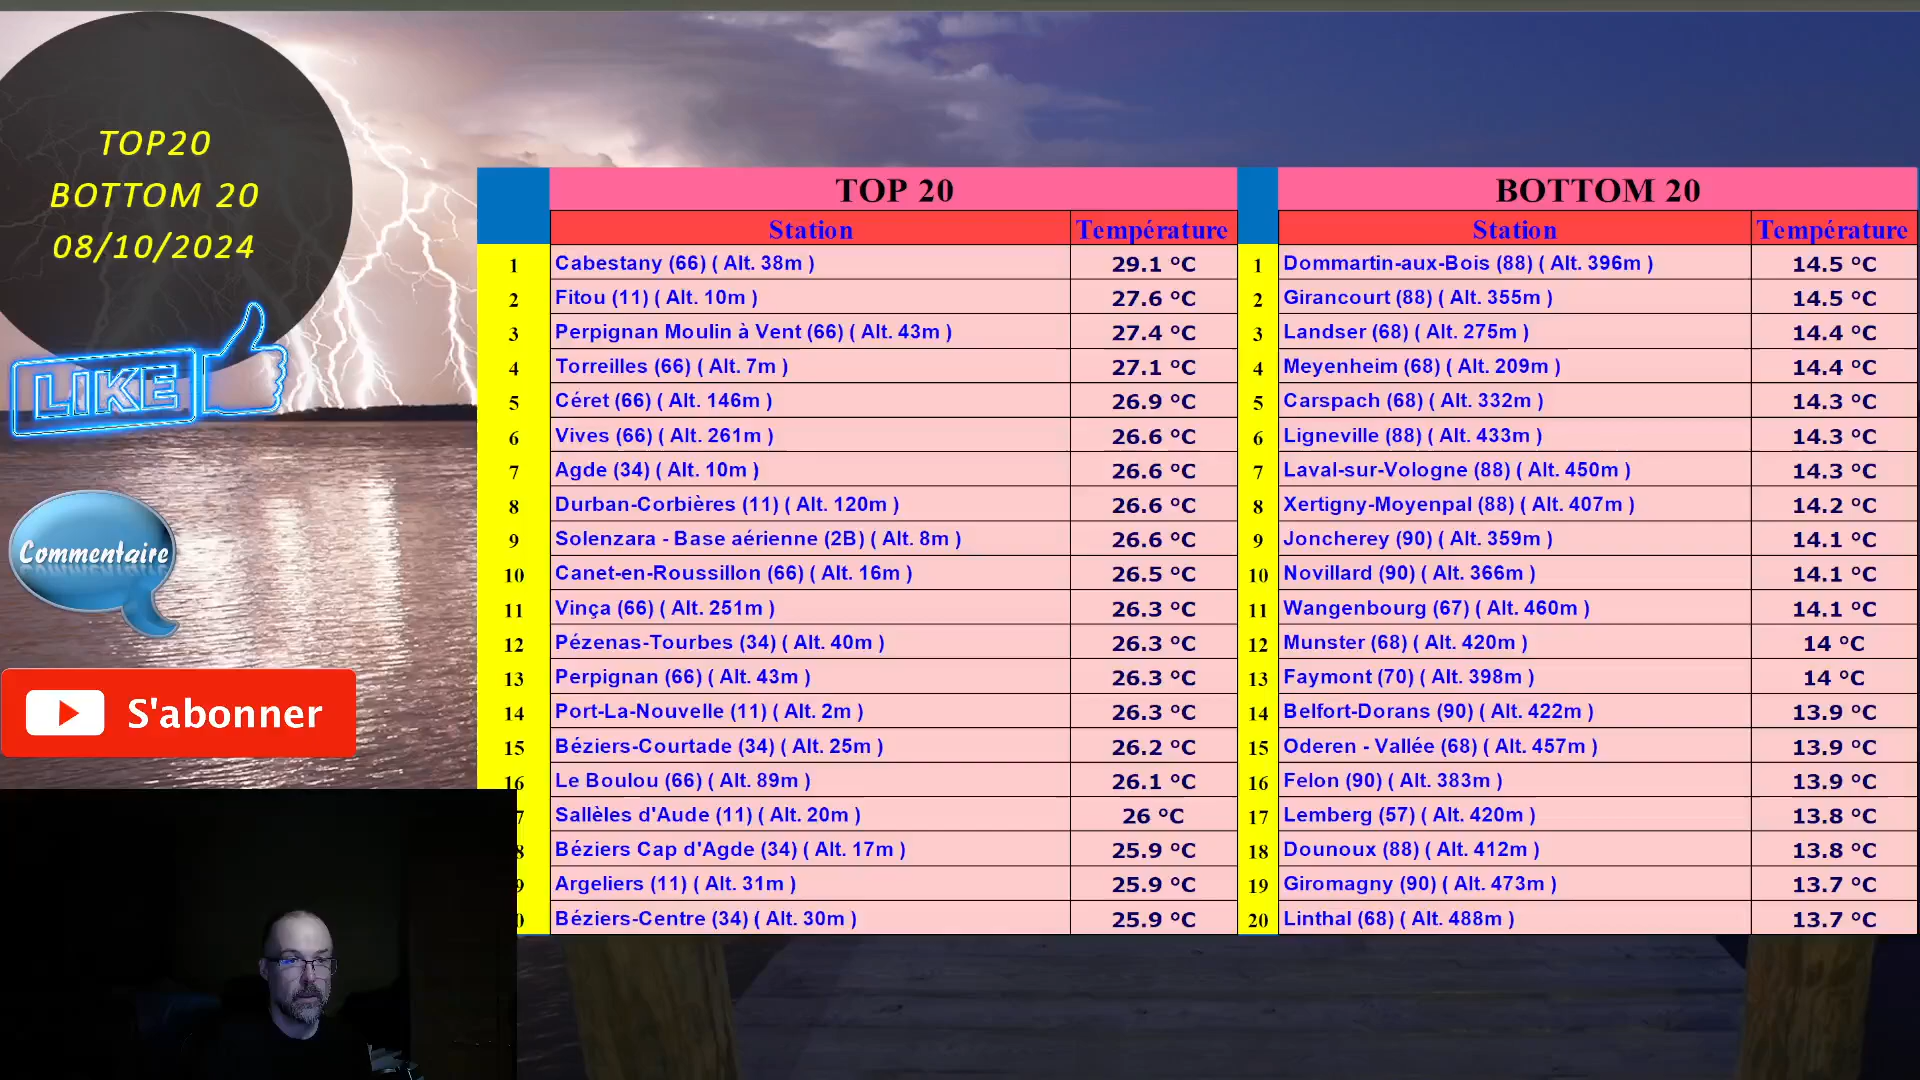 TOP20
BOTTOM 20
08/10/2024
LIKE
Commentaire
S'abonner
TOP 20 BOTTOM 20
Station Température Station Température
1 Cabestany (66) ( Alt. 38m ) 29.1 °C 1 Dommartin-aux-Bois (88) ( Alt. 396m ) 14.5 °C
2 Fitou (11) ( Alt. 10m ) 27.6 °C 2 Girancourt (88) ( Alt. 355m ) 14.5 °C
3 Perpignan Moulin à Vent (66) ( Alt. 43m ) 27.4 °C 3 Landser (68) ( Alt. 275m ) 14.4 °C
4 Torreilles (66) ( Alt. 7m ) 27.1 °C 4 Meyenheim (68) ( Alt. 209m ) 14.4 °C
5 Céret (66) ( Alt. 146m ) 26.9 °C 5 Carspach (68) ( Alt. 332m ) 14.3 °C
6 Vives (66) ( Alt. 261m ) 26.6 °C 6 Ligneville (88) ( Alt. 433m ) 14.3 °C
7 Agde (34) ( Alt. 10m ) 26.6 °C 7 Laval-sur-Vologne (88) ( Alt. 450m ) 14.3 °C
8 Durban-Corbières (11) ( Alt. 120m ) 26.6 °C 8 Xertigny-Moyenpal (88) ( Alt. 407m ) 14.2 °C
9 Solenzara - Base aérienne (2B) ( Alt. 8m ) 26.6 °C 9 Joncherey (90) ( Alt. 359m ) 14.1 °C
10 Canet-en-Roussillon (66) ( Alt. 16m ) 26.5 °C 10 Novillard (90) ( Alt. 366m ) 14.1 °C
11 Vinça (66) ( Alt. 251m ) 26.3 °C 11 Wangenbourg (67) ( Alt. 460m ) 14.1 °C
12 Pézenas-Tourbes (34) ( Alt. 40m ) 26.3 °C 12 Munster (68) ( Alt. 420m ) 14 °C
13 Perpignan (66) ( Alt. 43m ) 26.3 °C 13 Faymont (70) ( Alt. 398m ) 14 °C
14 Port-La-Nouvelle (11) ( Alt. 2m ) 26.3 °C 14 Belfort-Dorans (90) ( Alt. 422m ) 13.9 °C
15 Béziers-Courtade (34) ( Alt. 25m ) 26.2 °C 15 Oderen - Vallée (68) ( Alt. 457m ) 13.9 °C
16 Le Boulou (66) ( Alt. 89m ) 26.1 °C 16 Felon (90) ( Alt. 383m ) 13.9 °C
7 Sallèles d'Aude (11) ( Alt. 20m ) 26 °C 17 Lemberg (57) ( Alt. 420m ) 13.8 °C
8 Béziers Cap d'Agde (34) ( Alt. 17m ) 25.9 °C 18 Dounoux (88) ( Alt. 412m ) 13.8 °C
9 Argeliers (11) ( Alt. 31m ) 25.9 °C 19 Giromagny (90) ( Alt. 473m ) 13.7 °C
0 Béziers-Centre (34) ( Alt. 30m ) 25.9 °C 20 Linthal (68) ( Alt. 488m ) 13.7 °C